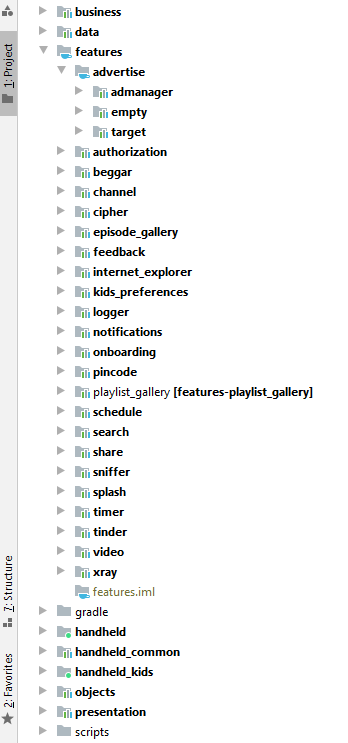 business
data
features
advertise
admanager
empty
target
authorization
beggar
channel
cipher
episode_gallery
feedback
internet_explorer
kids_preferences
logger
notifications
onboarding
pincode
playlist_gallery [features-playlist_gallery]
schedule
search
share
sniffer
splash
timer
tinder
video
xray
features.iml
gradle
handheld
handheld_common
handheld_kids
objects
presentation
scripts
1: Project
7: Structure
2: Favorites